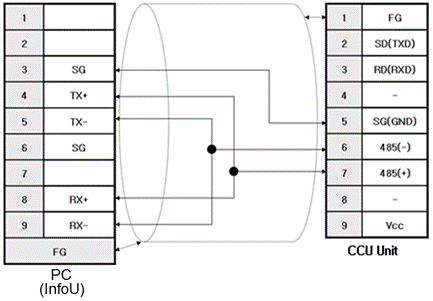 1
2
3 SG
4 TX+
5 TX-
6 SG
7
8 RX+
9 RX-
FG
PC
(InfoU)
1 FG
2 SD(TXD)
3 RD(RXD)
4 -
5 SG(GND)
6 485(-)
7 485(+)
8 -
9 Vcc
CCU Unit